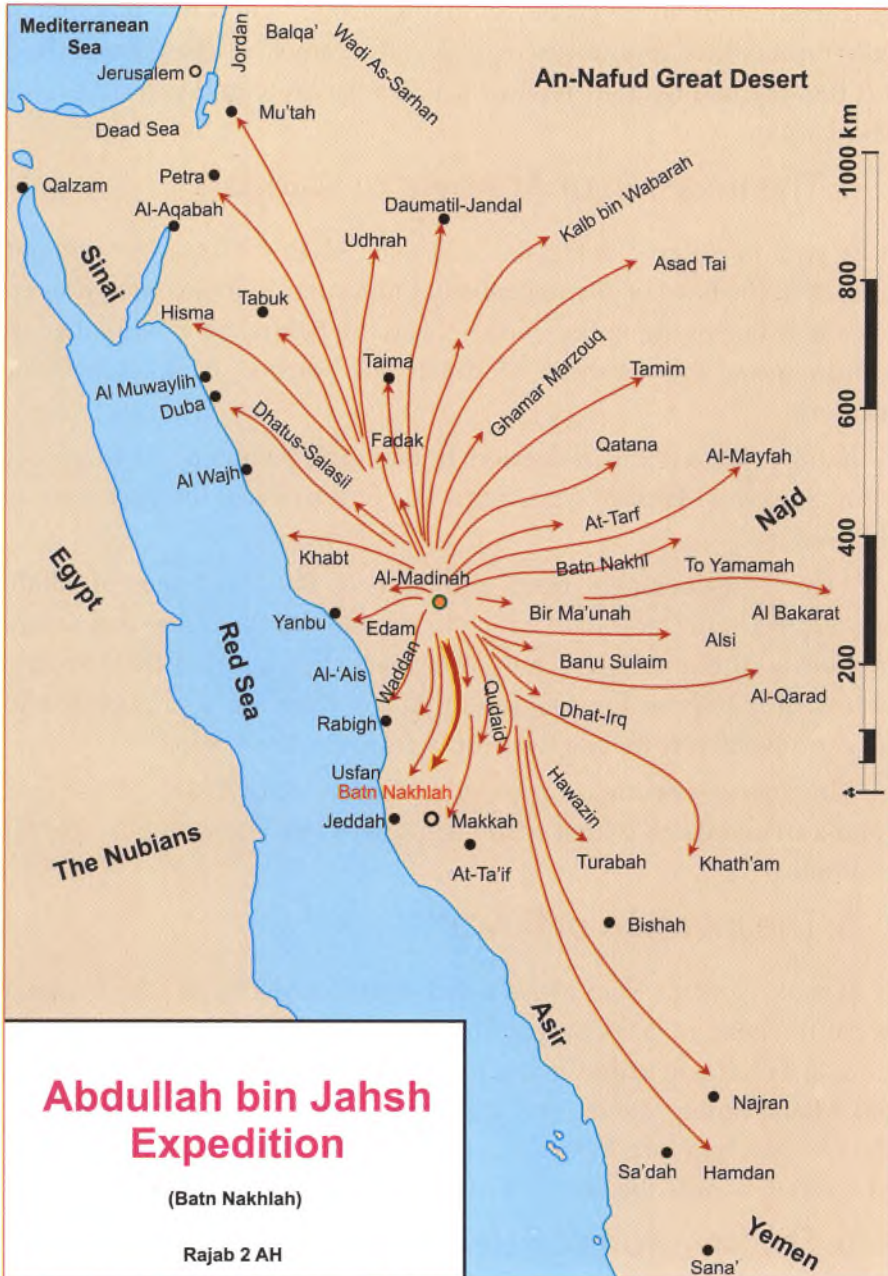 Mediterranean
Sea
Jordan
Balqa'
Wadi As-Sarhan
An-Nafud Great Desert
Jerusalem
Mu'tah
Dead Sea
1000 km
Qalzam
Petra
Al-Aqabah
Daumatil-Jandal
Kalb bin Wabarah
Udhrah
Asad Tai
Sinai
Hisma
Tabuk
800
Taima
Tamim
Al Muwaylih
Duba
Ghamar Marzouq
600
Dhatus-Salasil
Fadak
Qatana
Al-Mayfah
Al Wajh
Najd
At-Tarf
400
Khabt
Al-Madinah
Batn Nakhl
To Yamamah
Egypt
Yanbu
Edam
Bir Ma'unah
Al Bakarat
Alsi
Red Sea
Al-'Ais
Waddan
Banu Sulaim
200
Al-Qarad
Qudaid
Dhat-Irq
Rabigh
Usfan
Batn Nakhlah
Hawazin
Jeddah
Makkah
The Nubians
At-Ta'if
Turabah
Khath'am
Bishah
Asir
Abdullah bin Jahsh
Expedition
(Batn Nakhlah)
Rajab 2 AH
Najran
Sa'dah
Hamdan
Yemen
Sana'